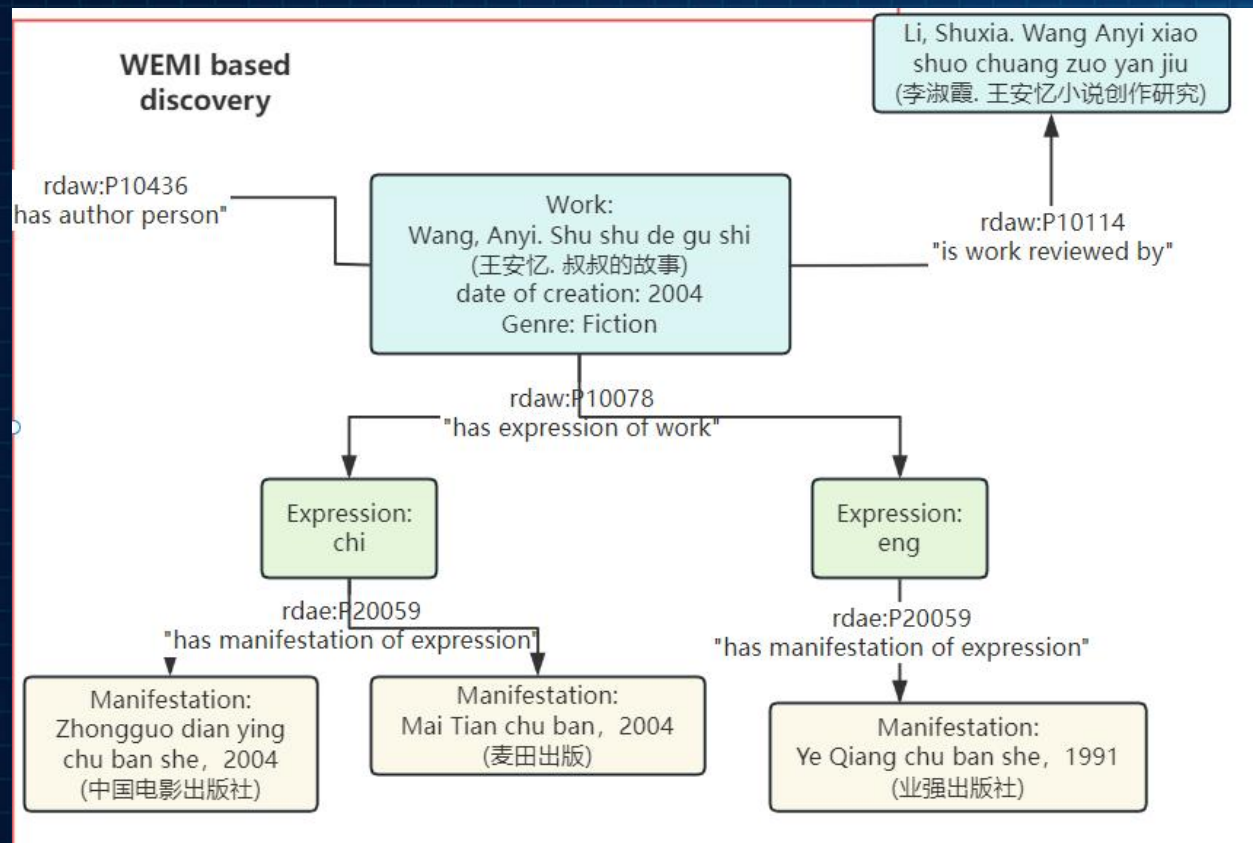 WEMI based
discovery
Li, Shuxia. Wang Anyi xiao
shuo chuang zuo yan jiu
(李淑霞. 王安忆小说创作研究)
rdaw:P10436
has author person"
Work:
Wang, Anyi. Shu shu de gu shi
(王安忆. 叔叔的故事)
date of creation: 2004
Genre: Fiction
rdaw:P10114
"is work reviewed by"
rdaw:P10078
"has expression of work"
Expression:
chi
Expression:
eng
rdae:P20059
"has manifestation of expression"
rdae:P20059
"has manifestation of expression"
Manifestation:
Zhongguo dian ying
chu ban she，2004
(中国电影出版社)
Manifestation:
Mai Tian chu ban，2004
(麦田出版)
Manifestation:
Ye Qiang chu ban she，1991
(业强出版社)